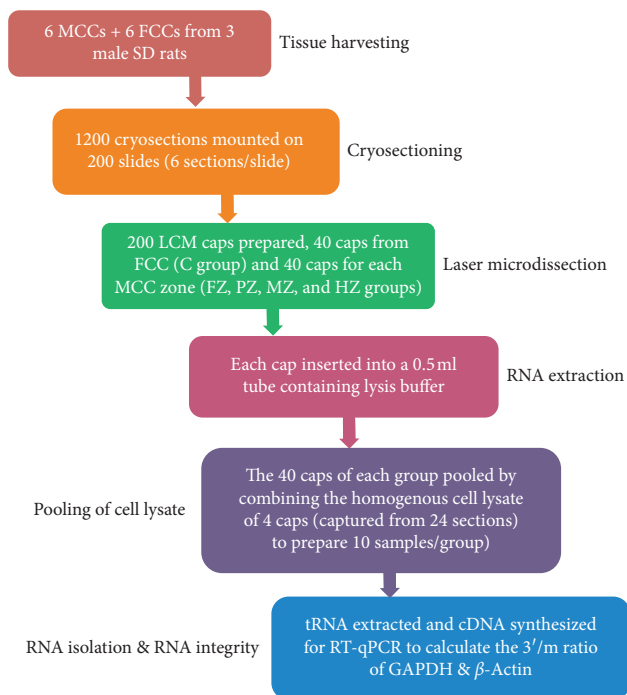 6 MCCs + 6 FCCs from 3
male SD rats
Tissue harvesting
1200 cryosections mounted on
200 slides (6 sections/slide)
Cryosectioning
200 LCM caps prepared, 40 caps from
FCC (C group) and 40 caps for each
MCC zone (FZ, PZ, MZ, and HZ groups)
Laser microdissection
Each cap inserted into a 0.5 ml
tube containing lysis buffer
RNA extraction
The 40 caps of each group pooled by
combining the homogenous cell lysate
of 4 caps (captured from 24 sections)
to prepare 10 samples/group)
Pooling of cell lysate
tRNA extracted and cDNA synthesized
for RT-qPCR to calculate the 3′/m ratio
of GAPDH & β-Actin
RNA isolation & RNA integrity